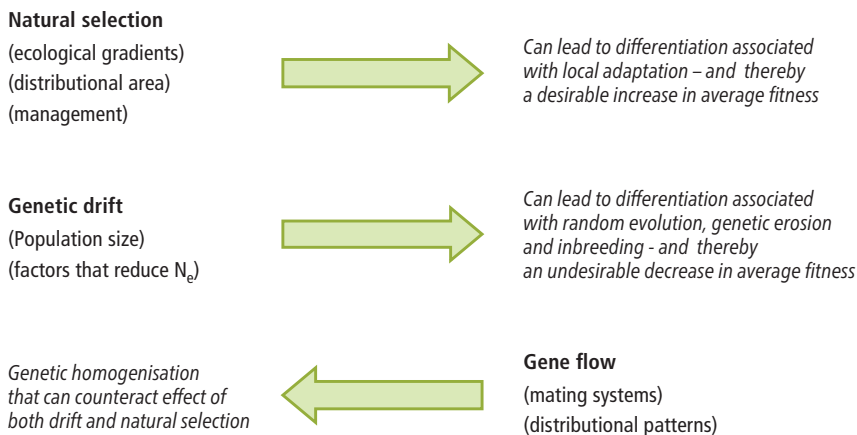 Natural selection
(ecological gradients)
(distributional area)
(management)
Can lead to differentiation associated
with local adaptation – and thereby
a desirable increase in average fitness
Genetic drift
(Population size)
(factors that reduce Ne)
Can lead to differentiation associated
with random evolution, genetic erosion
and inbreeding - and thereby
an undesirable decrease in average fitness
Genetic homogenisation
that can counteract effect of
both drift and natural selection
Gene flow
(mating systems)
(distributional patterns)